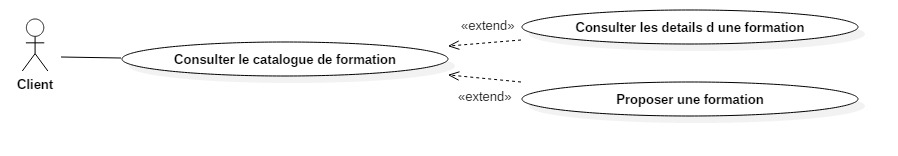 «extend»
Consulter les details d une formation
Consulter le catalogue de formation
Client
«extend»
Proposer une formation